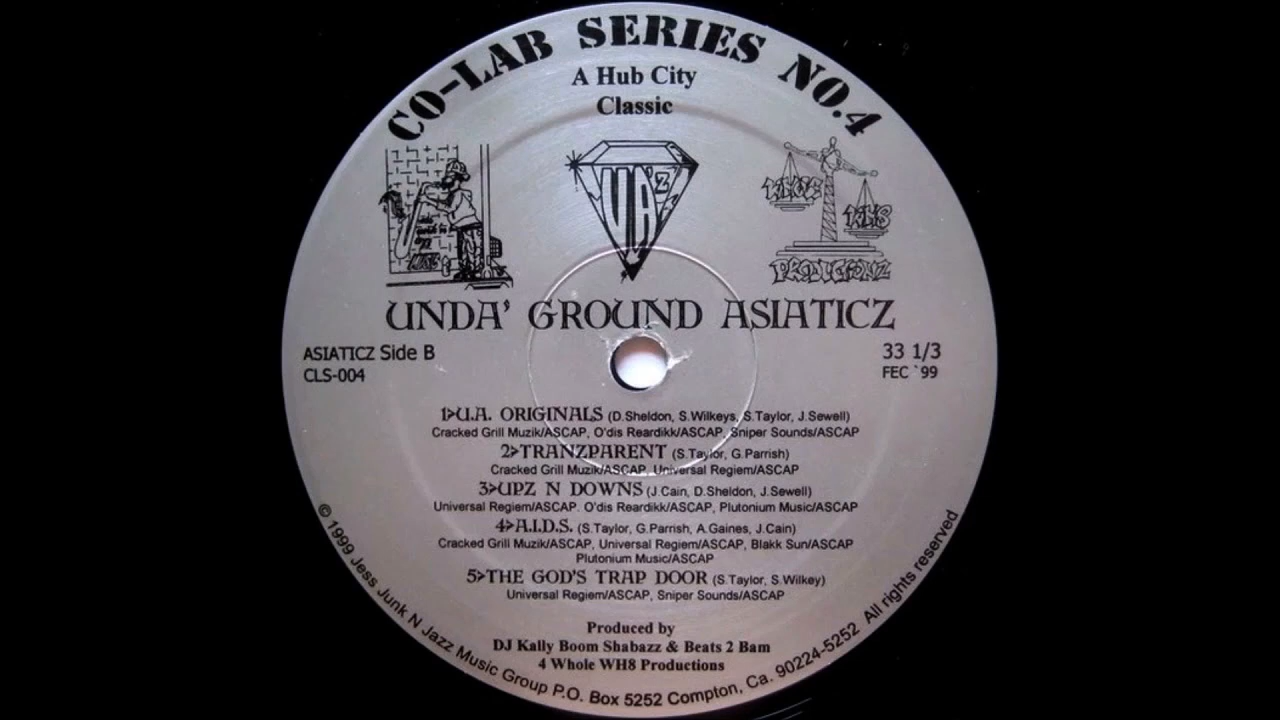 CO-LAB SERIES NO.4
A Hub City
Classic
UA'z
PRODUCTIONZ
UNDA' GROUND ASIATICZ
ASIATICZ Side B
CLS-004
33 1/3
FEC `99
1>U.A. ORIGINALS (D.Sheldon, S.Wilkeys, S.Taylor, J.Sewell)
Cracked Grill Muzik/ASCAP, O'dis Reardikk/ASCAP, Sniper Sounds/ASCAP
2>TRANZPARENT (S.Taylor, G.Parrish)
Cracked Grill Muzik/ASCAP, Universal Regiem/ASCAP
3>UPZ N DOWNS (J.Cain, D.Sheldon, J.Sewell)
Universal Regiem/ASCAP. O'dis Reardikk/ASCAP, Plutonium Music/ASCAP
4>A.I.D.S. (S.Taylor, G.Parrish, A.Gaines, J.Cain)
Cracked Grill Muzik/ASCAP, Universal Regiem/ASCAP, Blakk Sun/ASCAP
Plutonium Music/ASCAP
5>THE GOD'S TRAP DOOR (S.Taylor, S.Wilkey)
Universal Regiem/ASCAP, Sniper Sounds/ASCAP
Produced by
DJ Kally Boom Shabazz & Beats 2 Bam
4 Whole WH8 Productions
© 1999 Jess Junk N Jazz Music Group P.O. Box 5252 Compton, Ca. 90224-5252 All rights reserved